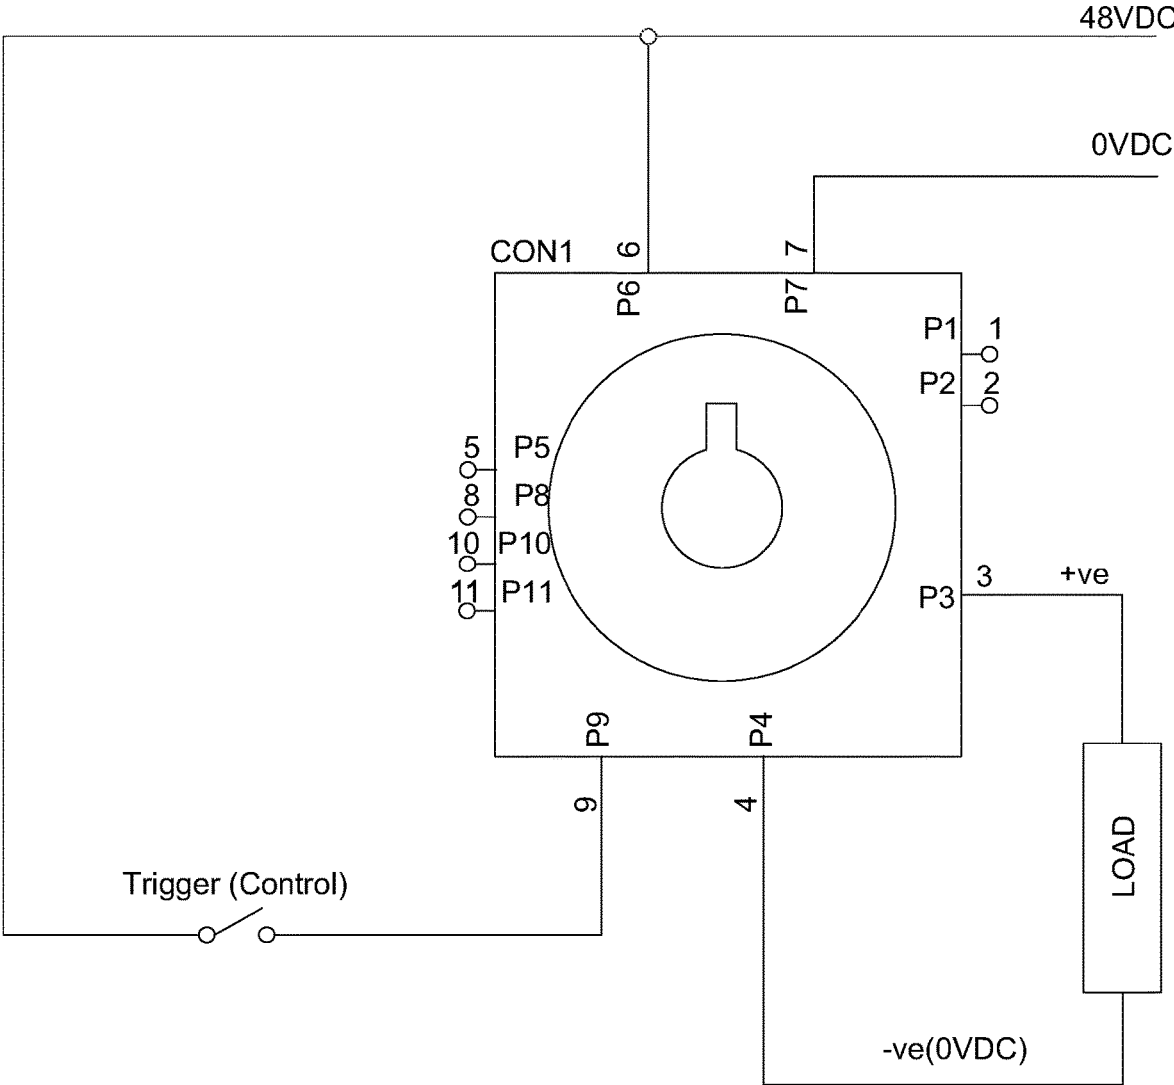 48VDC
0VDC
CON1
6
7
P6
P7
P1 1
P2 2
5 P5
8 P8
10 P10
11 P11
3 +ve
P3
P9
P4
9
4
Trigger (Control)
LOAD
-ve(0VDC)